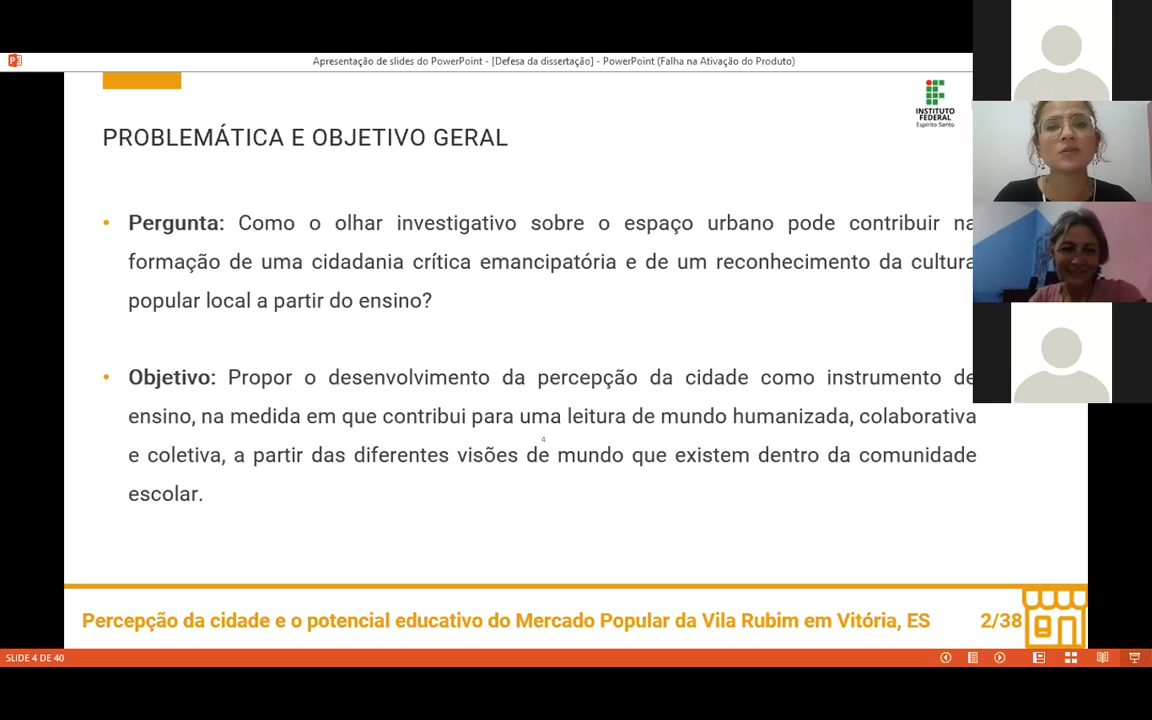 Apresentação de slides do PowerPoint - [Defesa da dissertação] - PowerPoint (Falha na Ativação do Produto)
INSTITUTO
FEDERAL
Espírito Santo
PROBLEMÁTICA E OBJETIVO GERAL
• Pergunta: Como o olhar investigativo sobre o espaço urbano pode contribuir na
formação de uma cidadania crítica emancipatória e de um reconhecimento da cultura
popular local a partir do ensino?
• Objetivo: Propor o desenvolvimento da percepção da cidade como instrumento de
ensino, na medida em que contribui para uma leitura de mundo humanizada, colaborativa
4
e coletiva, a partir das diferentes visões de mundo que existem dentro da comunidade
escolar.
Percepção da cidade e o potencial educativo do Mercado Popular da Vila Rubim em Vitória, ES 2/38
SLIDE 4 DE 40